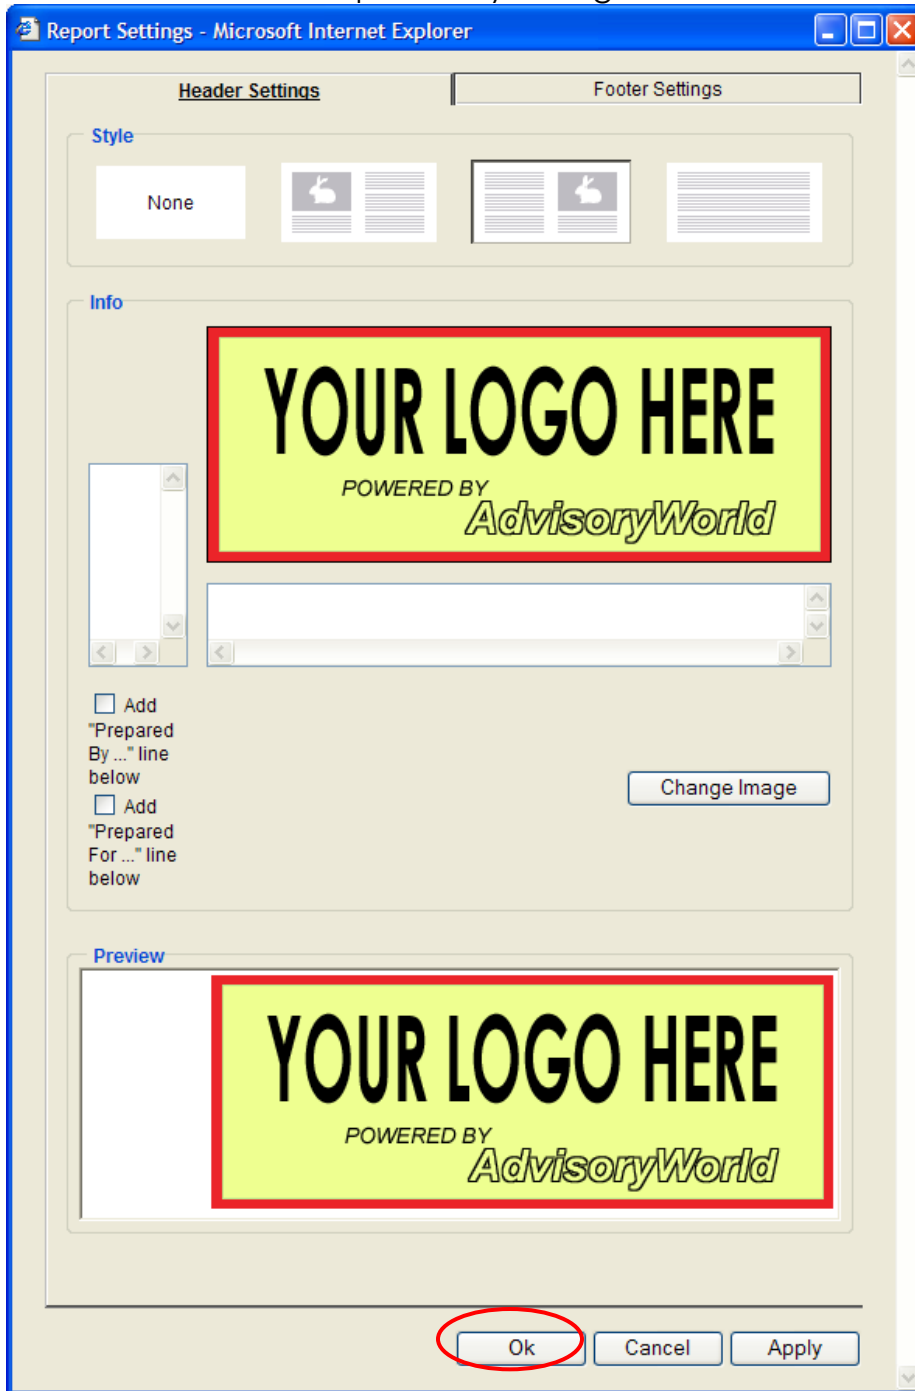 Report Settings - Microsoft Internet Explorer
Header Settings
Footer Settings
Style
None
Info
YOUR LOGO HERE
POWERED BY
AdvisoryWorld
Add
"Prepared
By ..." line
below
Add
"Prepared
For ..." line
below
Change Image
Preview
YOUR LOGO HERE
POWERED BY
AdvisoryWorld
Ok Cancel Apply